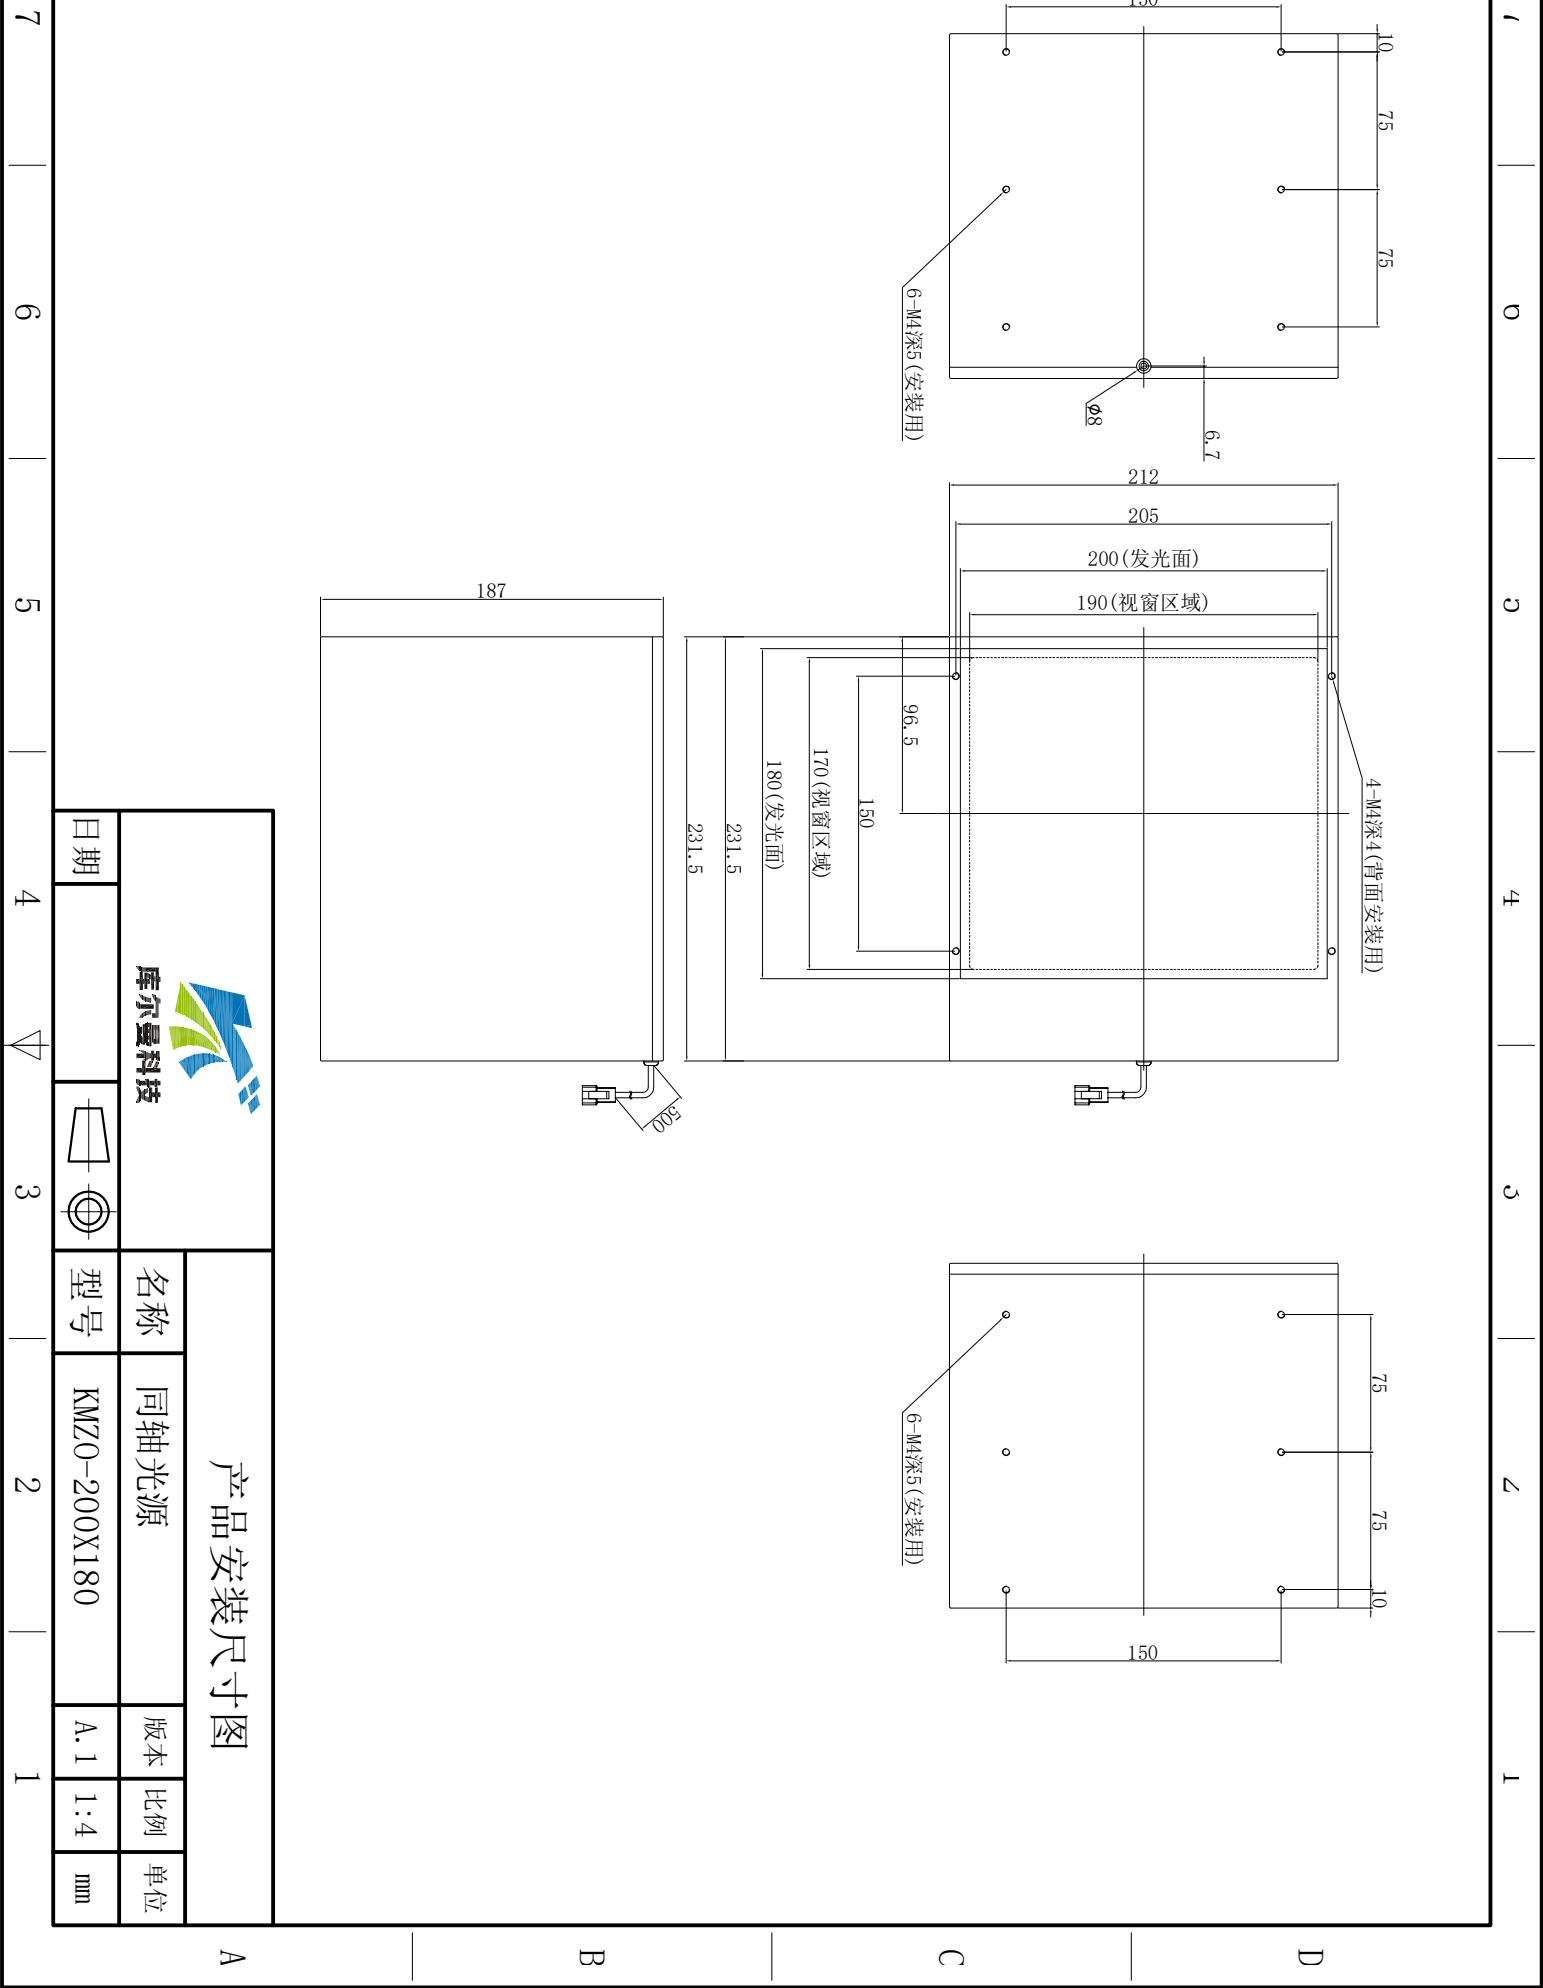 7
6
5
4
3
2
1
4
2
1
D
C
B
A
150
10
75
75
6-M4深5(安装用)
Φ8
6.7
212
205
200(发光面)
190(视窗区域)
4-M4深4(背面安装用)
96.5
150
170(视窗区域)
180(发光面)
231.5
231.5
187
500
75
75
10
150
6-M4深5(安装用)
库尔曼科技
产品安装尺寸图
名称
同轴光源
版本
比例
单位
日期
型号
KMZO-200X180
A.1
1:4
mm